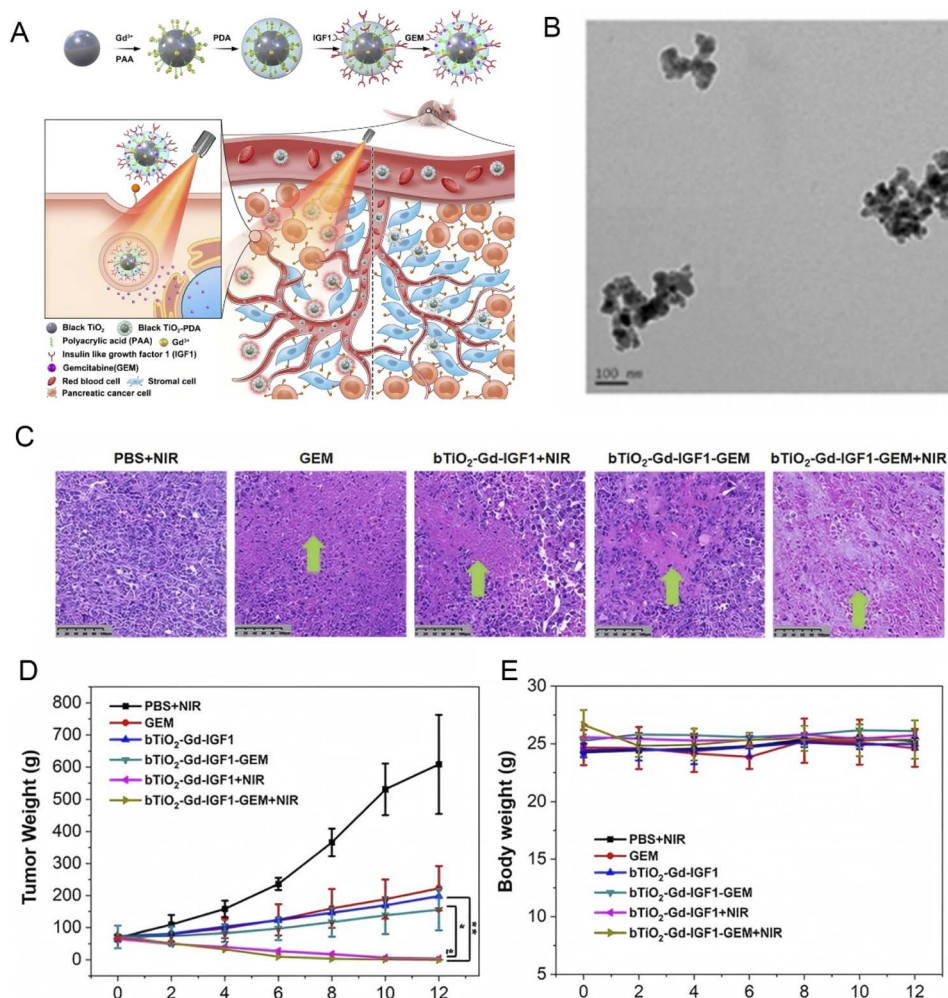 A
Gd³⁺
PAA
PDA
IGF1
GEM
Black TiO₂
Black TiO₂-PDA
Polyacrylic acid (PAA)
Gd³⁺
Insulin like growth factor 1 (IGF1)
Gemcitabine(GEM)
Red blood cell
Stromal cell
Pancreatic cancer cell
B
100 nm
C
PBS+NIR
GEM
bTiO₂-Gd-IGF1+NIR
bTiO₂-Gd-IGF1-GEM
bTiO₂-Gd-IGF1-GEM+NIR
D
Tumor Weight (g)
800
700
600
500
400
300
200
100
0
PBS+NIR
GEM
bTiO₂-Gd-IGF1
bTiO₂-Gd-IGF1-GEM
bTiO₂-Gd-IGF1+NIR
bTiO₂-Gd-IGF1-GEM+NIR
*
*
**
0 2 4 6 8 10 12
E
Body weight (g)
30
25
20
15
10
5
PBS+NIR
GEM
bTiO₂-Gd-IGF1
bTiO₂-Gd-IGF1-GEM
bTiO₂-Gd-IGF1+NIR
bTiO₂-Gd-IGF1-GEM+NIR
0 2 4 6 8 10 12